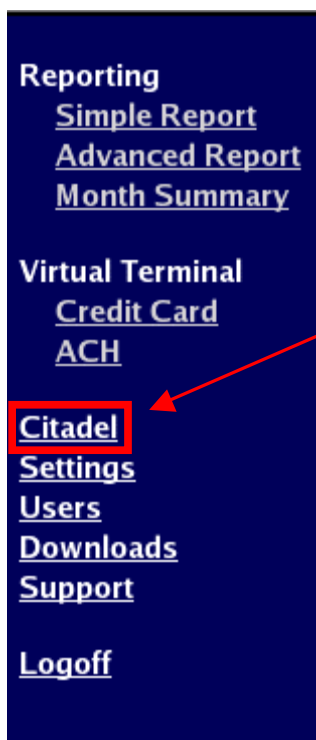 Reporting
Simple Report
Advanced Report
Month Summary
Virtual Terminal
Credit Card
ACH
Citadel
Settings
Users
Downloads
Support
Logoff